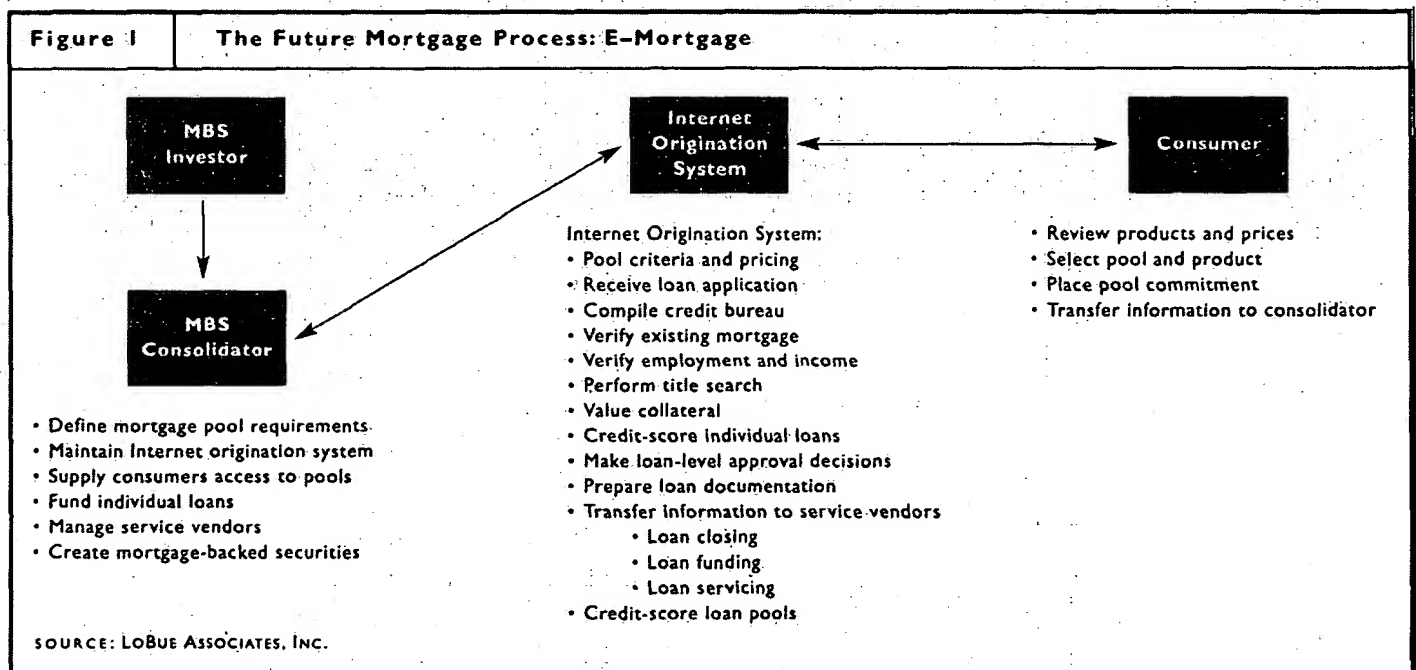 Figure 1
The Future Mortgage Process: E–Mortgage
MBS
Investor
MBS
Consolidator
• Define mortgage pool requirements
• Maintain Internet origination system
• Supply consumers access to pools
• Fund individual loans
• Manage service vendors
• Create mortgage-backed securities
Internet
Origination
System
Internet Origination System:
• Pool criteria and pricing
• Receive loan application
• Compile credit bureau
• Verify existing mortgage
• Verify employment and income
• Perform title search
• Value collateral
• Credit-score individual loans
• Make loan-level approval decisions
• Prepare loan documentation
• Transfer information to service vendors
• Loan closing
• Loan funding
• Loan servicing
• Credit-score loan pools
Consumer
• Review products and prices
• Select pool and product
• Place pool commitment
• Transfer information to consolidator
SOURCE: LOBUE ASSOCIATES, INC.